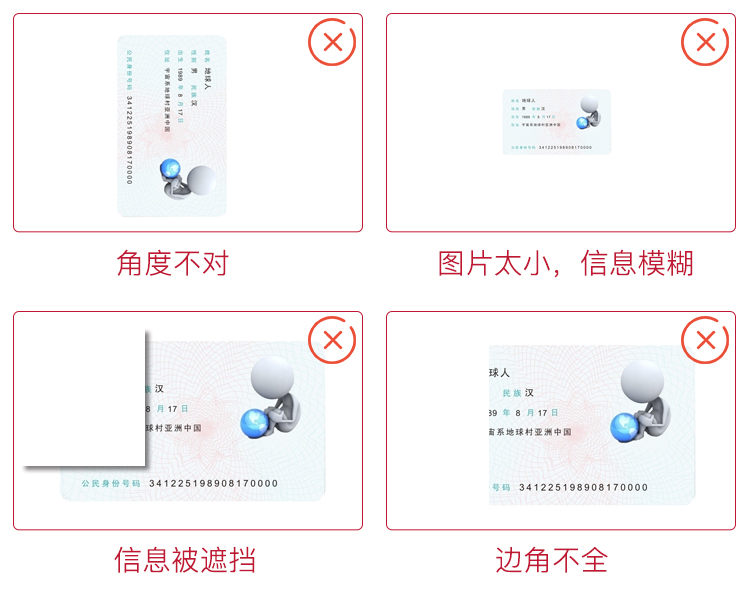 姓名 地球人
性别 男 民族 汉
出生 1989 年 8 月 17 日
住址 宇宙系地球村亚洲中国
公民身份号码 341225198908170000
角度不对
姓名 地球人
性别 男 民族 汉
出生 1989 年 8 月 17 日
住址 宇宙系地球村亚洲中国
公民身份号码 341225198908170000
图片太小，信息模糊
族 汉
8 月 17 日
球村亚洲中国
公民身份号码 341225198908170000
信息被遮挡
球人
民族 汉
89 年 8 月 17 日
宙系地球村亚洲中国
号码 341225198908170000
边角不全